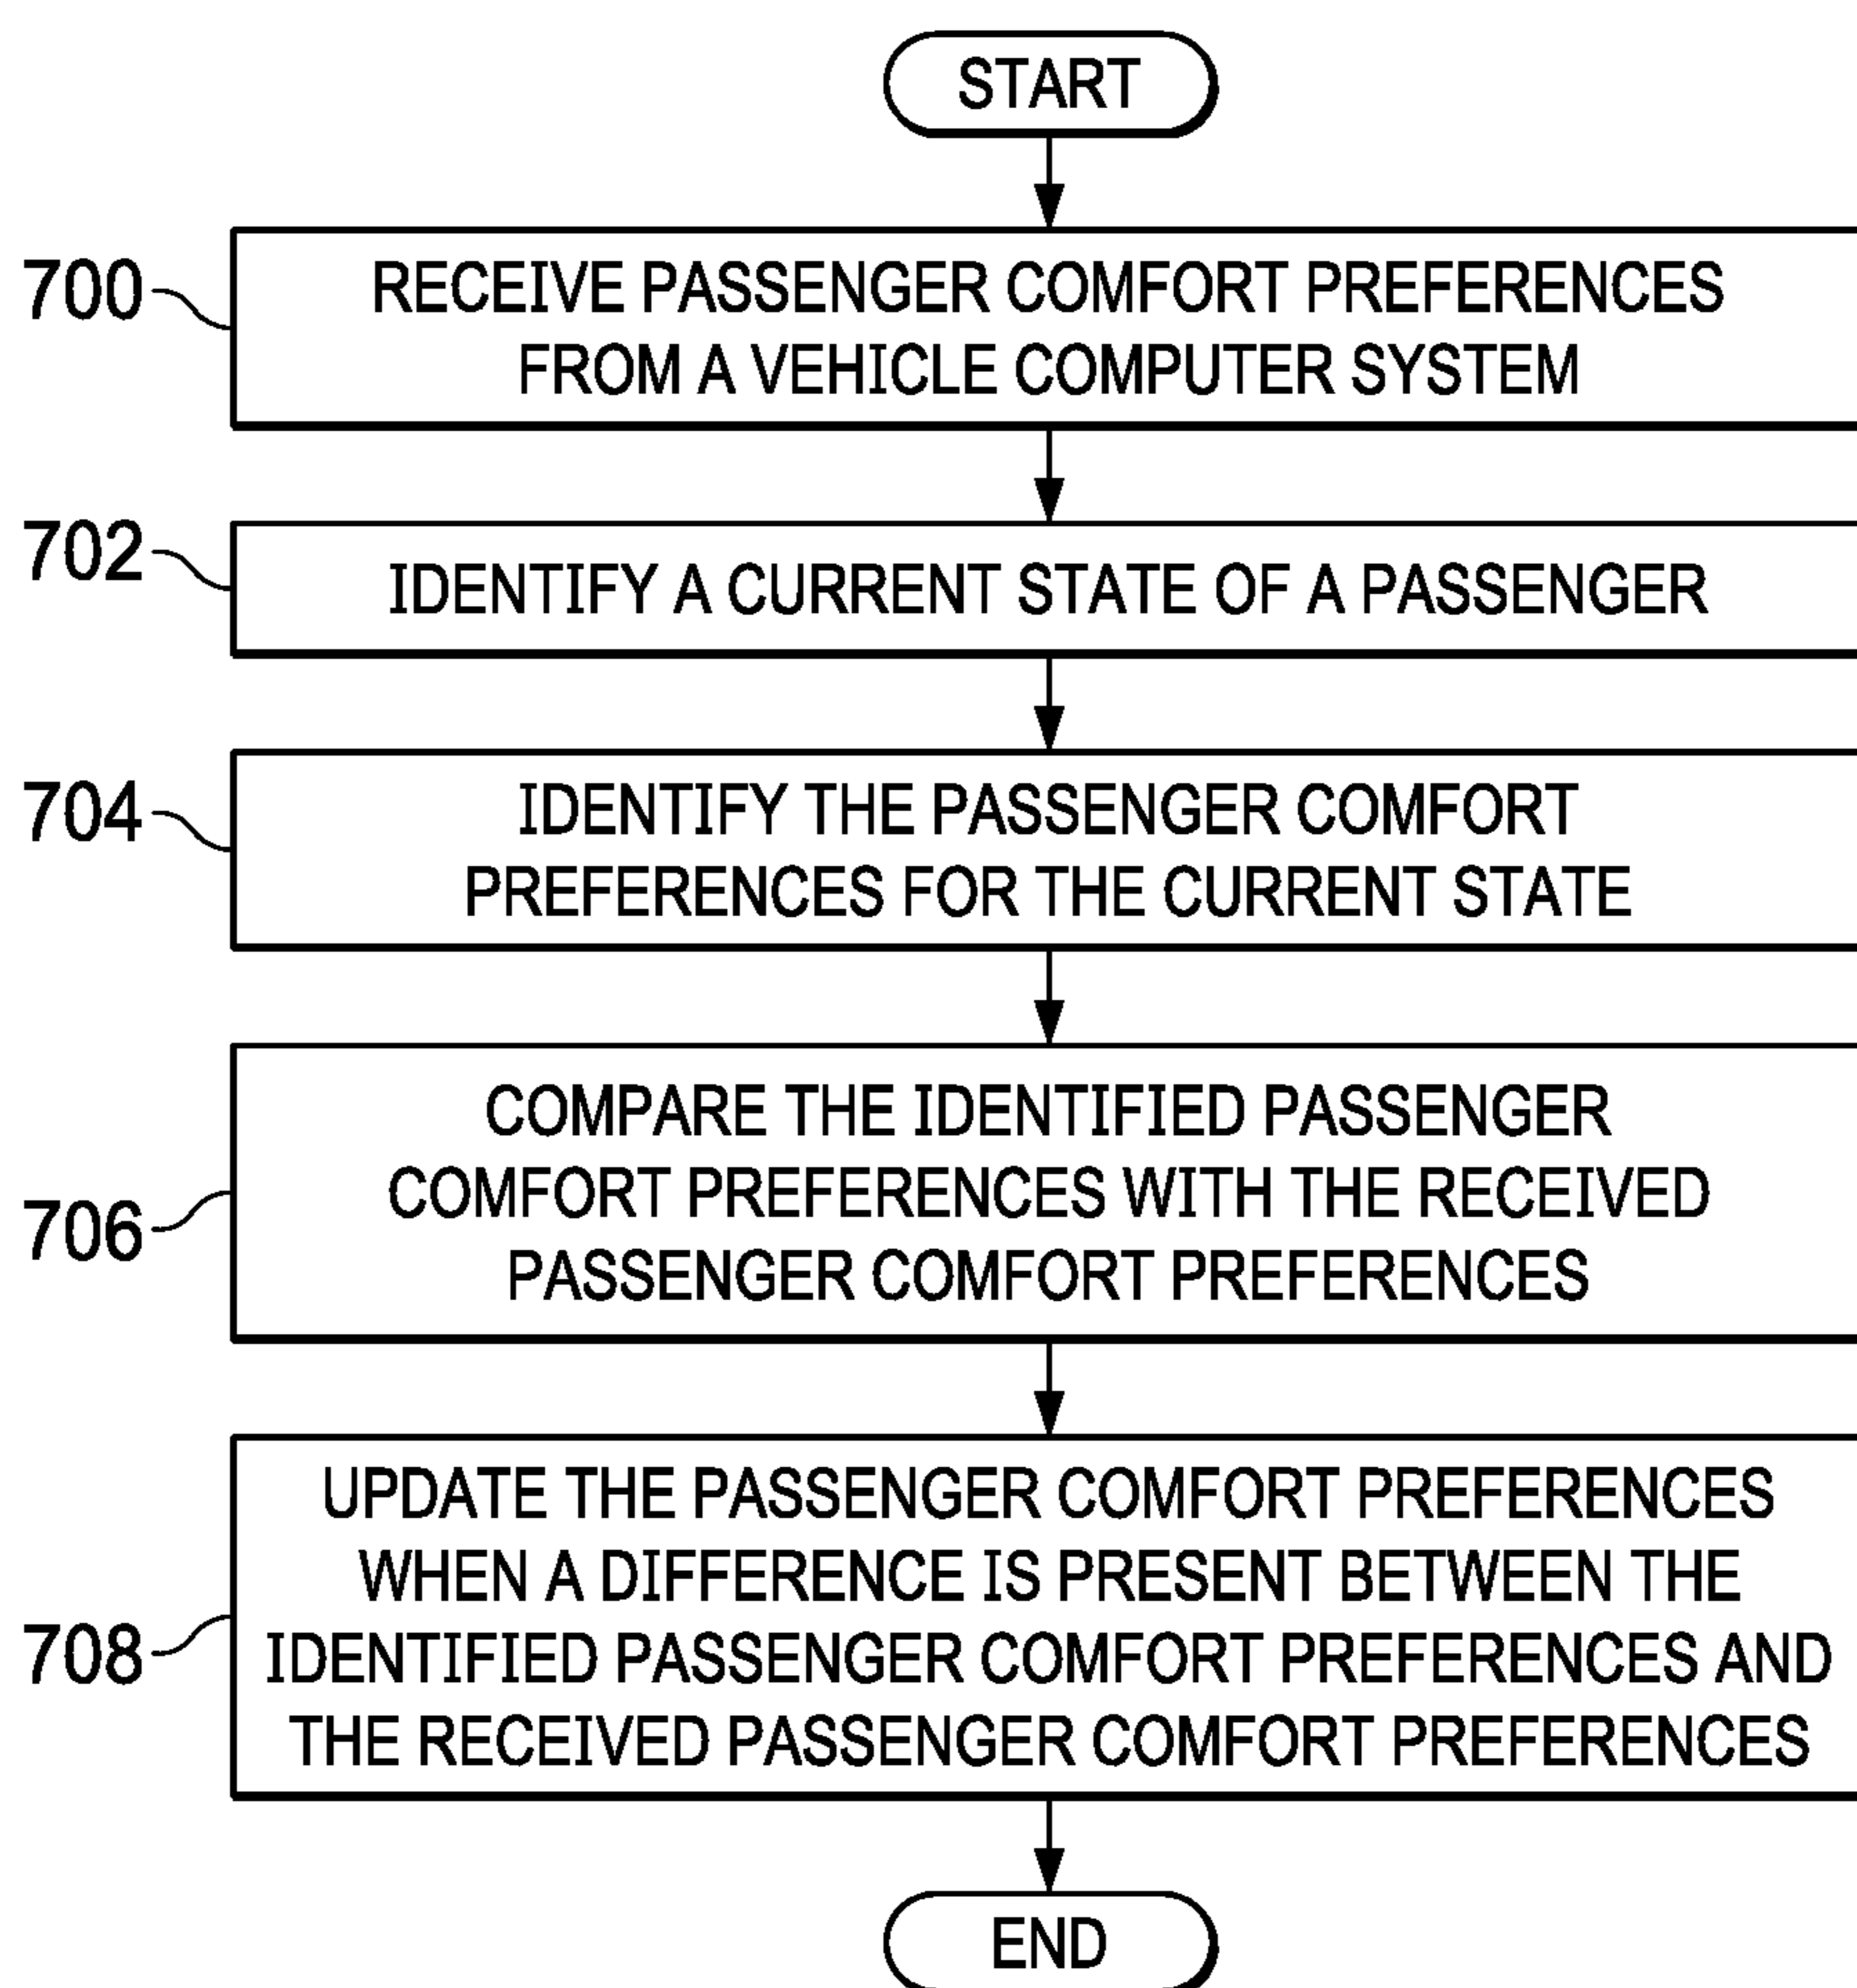 START
700
RECEIVE PASSENGER COMFORT PREFERENCES
FROM A VEHICLE COMPUTER SYSTEM
702
IDENTIFY A CURRENT STATE OF A PASSENGER
704
IDENTIFY THE PASSENGER COMFORT
PREFERENCES FOR THE CURRENT STATE
706
COMPARE THE IDENTIFIED PASSENGER
COMFORT PREFERENCES WITH THE RECEIVED
PASSENGER COMFORT PREFERENCES
708
UPDATE THE PASSENGER COMFORT PREFERENCES
WHEN A DIFFERENCE IS PRESENT BETWEEN THE
IDENTIFIED PASSENGER COMFORT PREFERENCES AND
THE RECEIVED PASSENGER COMFORT PREFERENCES
END